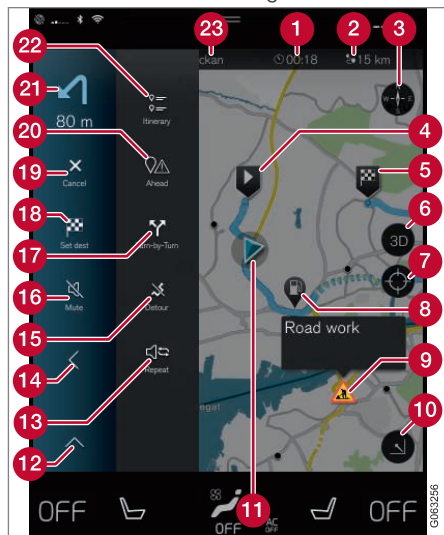 22
23
1
2
3
ckan
00:18
15 km
21
80 m
Itinerary
W
E
20
4
5
19
Cancel
Ahead
18
6
Set dest
17
Turn-by-Turn
3D
7
16
8
Mute
15
Detour
Road work
14
9
13
Repeat
egat
10
12
11
OFF
OFF
AC
OFF
OFF
G063256